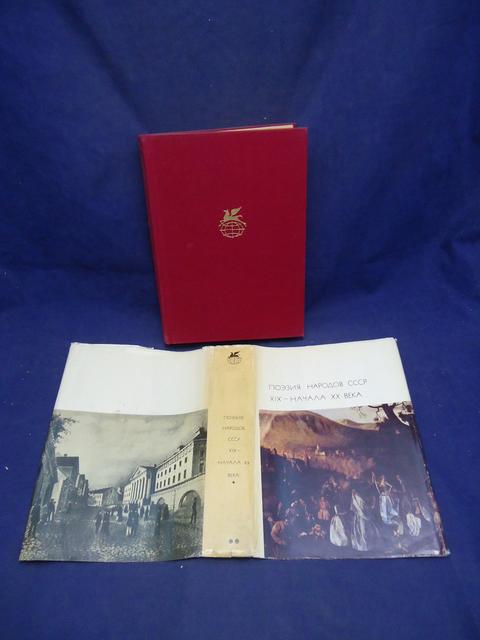 ПОЭЗИЯ НАРОДОВ СССР
XIX – НАЧАЛА XX ВЕКА
ПОЭЗИЯ
НАРОДОВ
СССР
XIX –
НАЧАЛА XX
ВЕКА